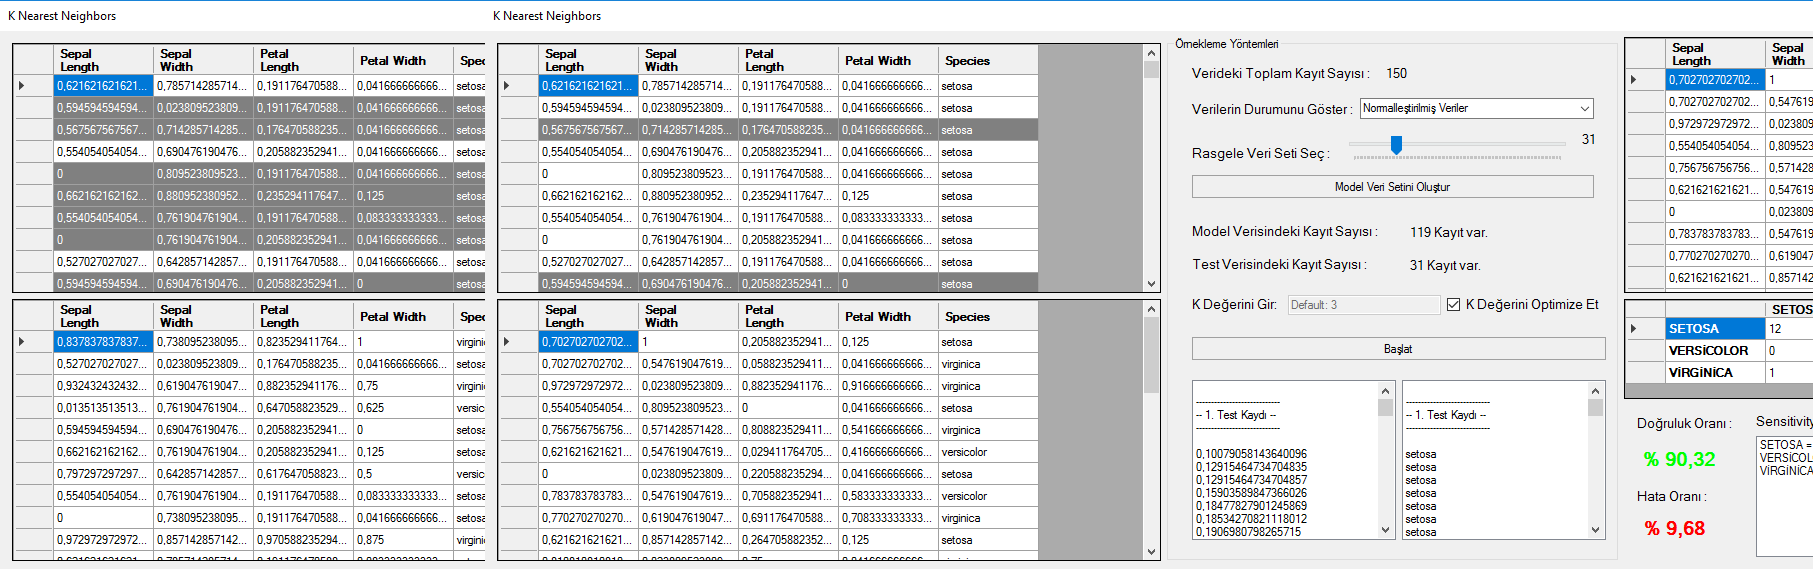 K Nearest Neighbors
Sepal Length Sepal Width Petal Length Petal Width Spec
0,621621621621... 0,785714285714... 0,191176470588... 0,041666666666... setosa
0,594594594594... 0,023809523809... 0,191176470588... 0,041666666666... setosa
0,567567567567... 0,714285714285... 0,176470588235... 0,041666666666... setosa
0,554054054054... 0,690476190476... 0,205882352941... 0,041666666666... setosa
0 0,809523809523... 0,191176470588... 0,041666666666... setosa
0,662162162162... 0,880952380952... 0,235294117647... 0,125 setosa
0,554054054054... 0,761904761904... 0,191176470588... 0,083333333333... setosa
0 0,761904761904... 0,205882352941... 0,041666666666... setosa
0,527027027027... 0,642857142857... 0,191176470588... 0,041666666666... setosa
0,594594594594... 0,690476190476... 0,205882352941... 0 setosa
Sepal Length Sepal Width Petal Length Petal Width Spec
0,837837837837... 0,738095238095... 0,823529411764... 1 virginic
0,527027027027... 0,023809523809... 0,176470588235... 0,041666666666... setosa
0,932432432432... 0,619047619047... 0,882352941176... 0,75 virginic
0,013513513513... 0,761904761904... 0,647058823529... 0,625 versic
0,594594594594... 0,690476190476... 0,205882352941... 0 setosa
0,662162162162... 0,880952380952... 0,205882352941... 0,125 setosa
0,797297297297... 0,642857142857... 0,617647058823... 0,5 versic
0,554054054054... 0,761904761904... 0,191176470588... 0,083333333333... setosa
0 0,738095238095... 0,191176470588... 0,041666666666... setosa
0,972972972972... 0,857142857142... 0,970588235294... 0,875 virginic
K Nearest Neighbors
Sepal Length Sepal Width Petal Length Petal Width Species
0,621621621621... 0,785714285714... 0,191176470588... 0,041666666666... setosa
0,594594594594... 0,023809523809... 0,191176470588... 0,041666666666... setosa
0,567567567567... 0,714285714285... 0,176470588235... 0,041666666666... setosa
0,554054054054... 0,690476190476... 0,205882352941... 0,041666666666... setosa
0 0,809523809523... 0,191176470588... 0,041666666666... setosa
0,662162162162... 0,880952380952... 0,235294117647... 0,125 setosa
0,554054054054... 0,761904761904... 0,191176470588... 0,083333333333... setosa
0 0,761904761904... 0,205882352941... 0,041666666666... setosa
0,527027027027... 0,642857142857... 0,191176470588... 0,041666666666... setosa
0,594594594594... 0,690476190476... 0,205882352941... 0 setosa
Sepal Length Sepal Width Petal Length Petal Width Species
0,702702702702... 1 0,205882352941... 0,125 setosa
0,702702702702... 0,547619047619... 0,058823529411... 0,041666666666... virginica
0,972972972972... 0,023809523809... 0,882352941176... 0,916666666666... virginica
0,554054054054... 0,809523809523... 0 0,041666666666... setosa
0,756756756756... 0,571428571428... 0,808823529411... 0,541666666666... virginica
0,621621621621... 0,547619047619... 0,029411764705... 0,416666666666... versicolor
0 0,023809523809... 0,220588235294... 0,041666666666... setosa
0,783783783783... 0,547619047619... 0,705882352941... 0,583333333333... versicolor
0,770270270270... 0,619047619047... 0,691176470588... 0,708333333333... virginica
0,621621621621... 0,857142857142... 0,264705882352... 0,125 setosa
Örnekleme Yöntemleri
Verideki Toplam Kayıt Sayısı : 150
Verilerin Durumunu Göster : Normalleştirilmiş Veriler
Rasgele Veri Seti Seç : 31
Model Veri Setini Oluştur
Model Verisindeki Kayıt Sayısı : 119 Kayıt var.
Test Verisindeki Kayıt Sayısı : 31 Kayıt var.
K Değerini Gir: Default: 3 K Değerini Optimize Et
Başlat
----------------------------
-- 1. Test Kaydı --
----------------------------
0,10079058143640096
0,12915464734704835
0,12915464734704857
0,15903589847366026
0,18477827901245869
0,18534270821118012
0,1906980798265715
----------------------------
-- 1. Test Kaydı --
----------------------------
setosa
setosa
setosa
setosa
setosa
setosa
setosa
Sepal Length Sepal Width
0,702702702702... 1
0,702702702702... 0,547619
0,972972972972... 0,023809
0,554054054054... 0,809523
0,756756756756... 0,571428
0,621621621621... 0,547619
0 0,023809
0,783783783783... 0,547619
0,770270270270... 0,619047
0,621621621621... 0,857142
SETOS
SETOSA 12
VERSİCOLOR 0
VİRGİNİCA 1
Doğruluk Oranı :
% 90,32
Hata Oranı :
% 9,68
Sensitivity
SETOSA =
VERSİCOL
VİRGİNİCA